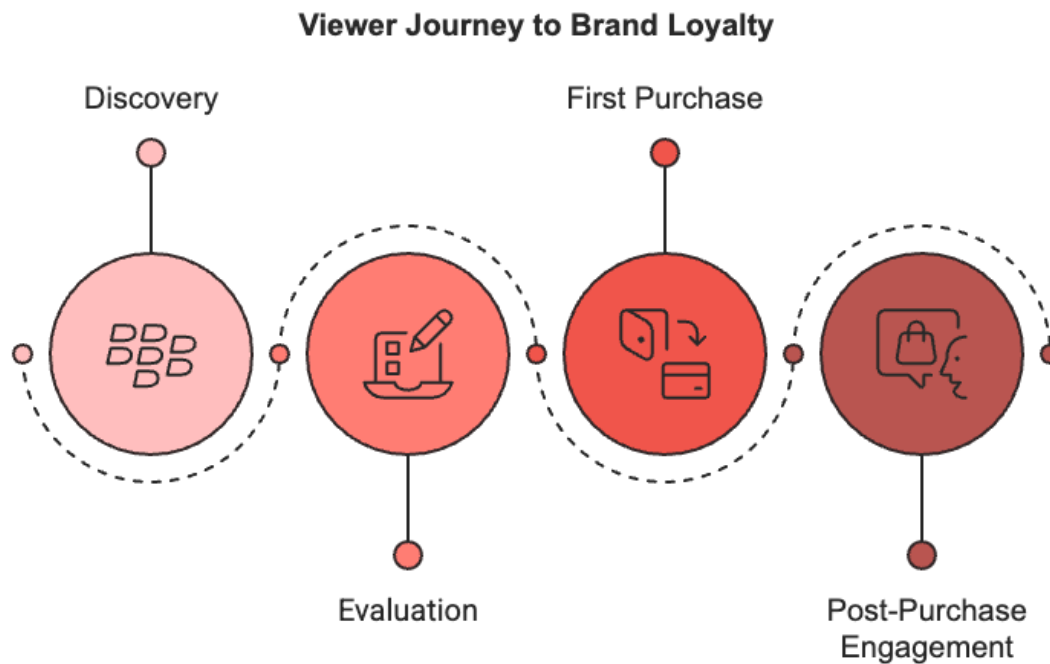 Viewer Journey to Brand Loyalty
Discovery
First Purchase
Evaluation
Post-Purchase
Engagement